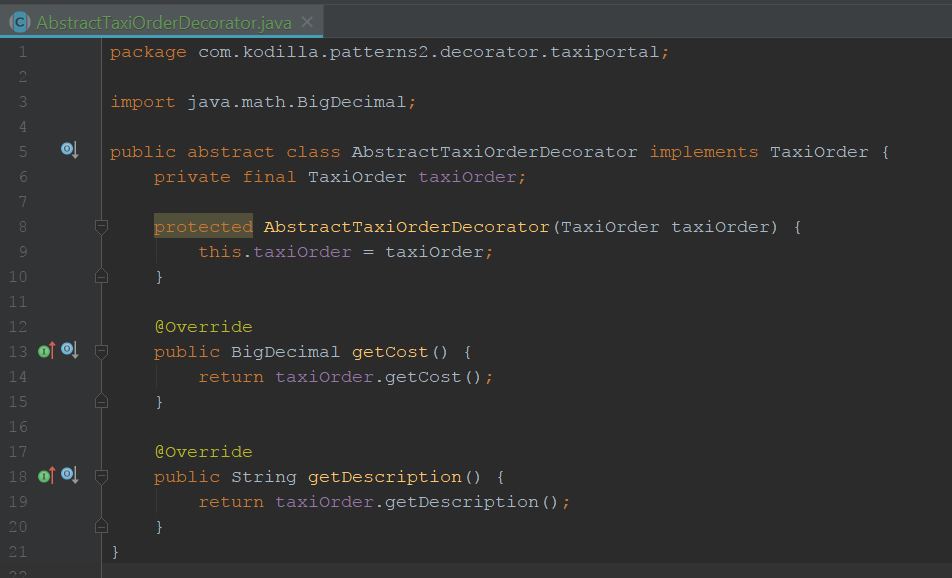 AbstractTaxiOrderDecorator.java
1 package com.kodilla.patterns2.decorator.taxiportal;
2
3 import java.math.BigDecimal;
4
5 public abstract class AbstractTaxiOrderDecorator implements TaxiOrder {
6 private final TaxiOrder taxiOrder;
7
8 protected AbstractTaxiOrderDecorator(TaxiOrder taxiOrder) {
9 this.taxiOrder = taxiOrder;
10 }
11
12 @Override
13 public BigDecimal getCost() {
14 return taxiOrder.getCost();
15 }
16
17 @Override
18 public String getDescription() {
19 return taxiOrder.getDescription();
20 }
21 }